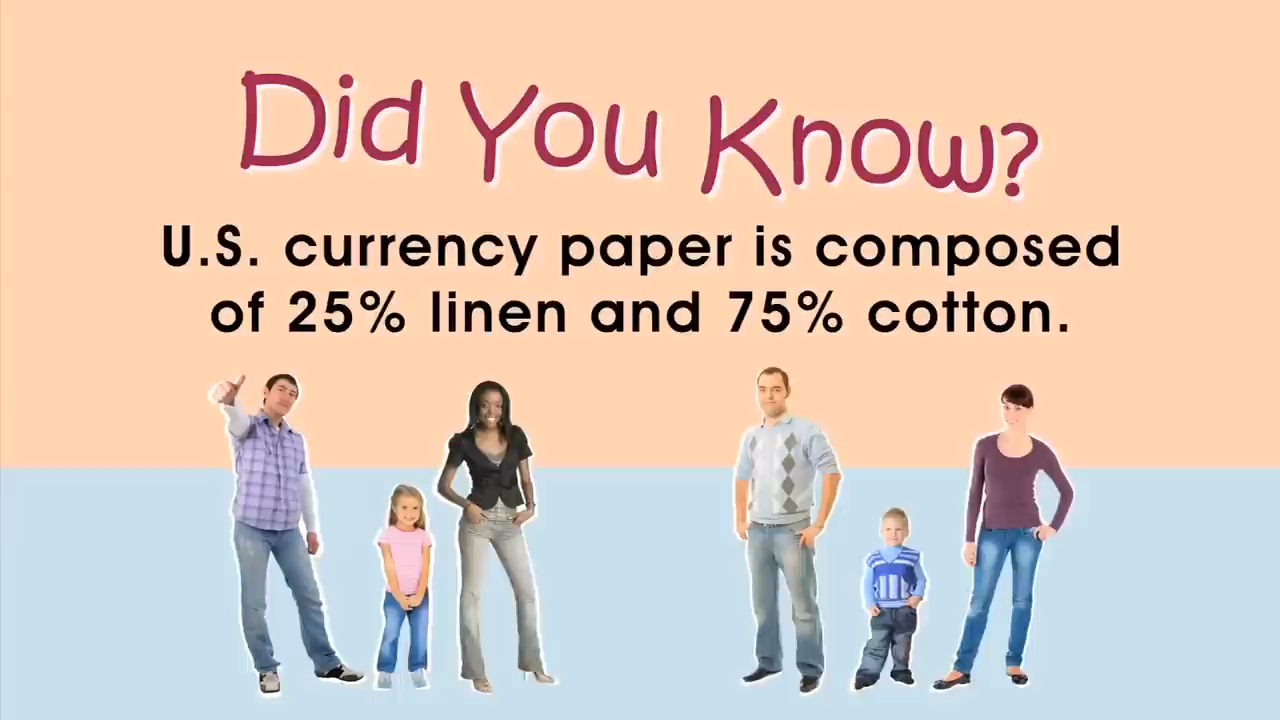 Did You Know?
U.S. currency paper is composed
of 25% linen and 75% cotton.